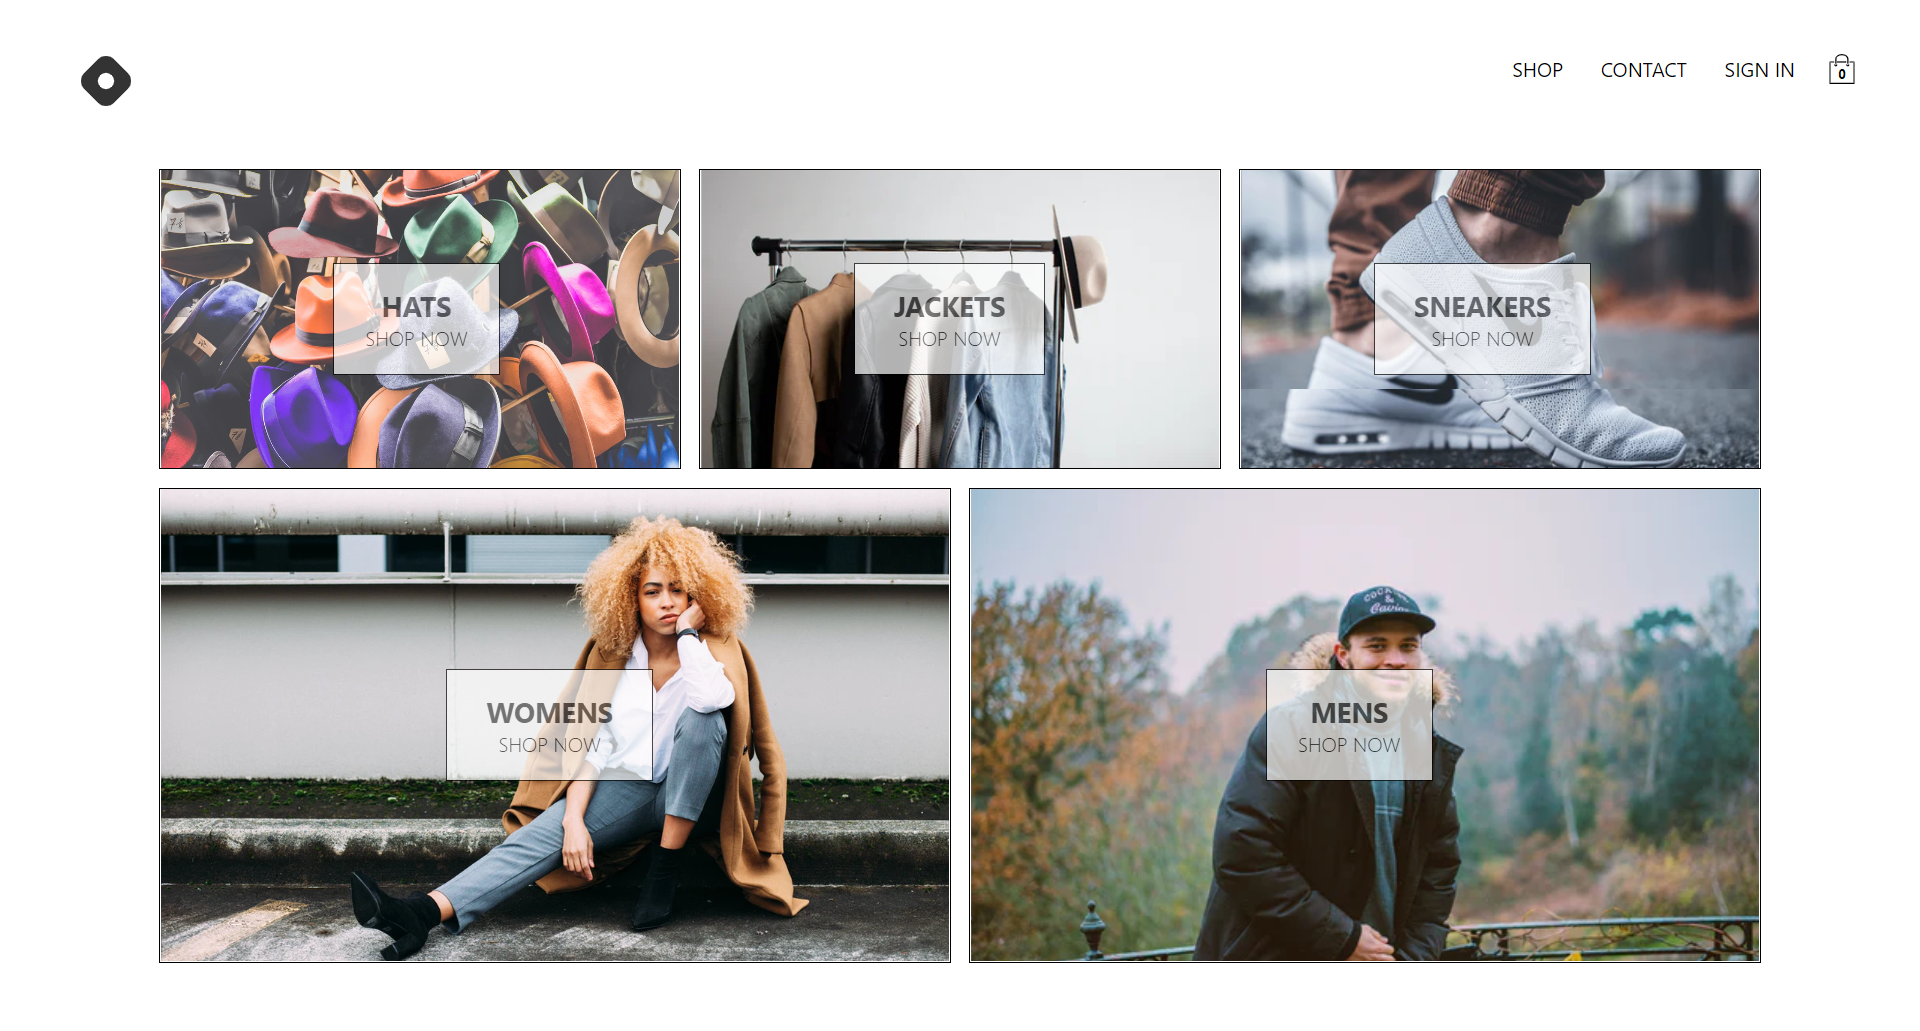 SHOP CONTACT SIGN IN 0
HATS
SHOP NOW
JACKETS
SHOP NOW
SNEAKERS
SHOP NOW
WOMENS
SHOP NOW
MENS
SHOP NOW
&